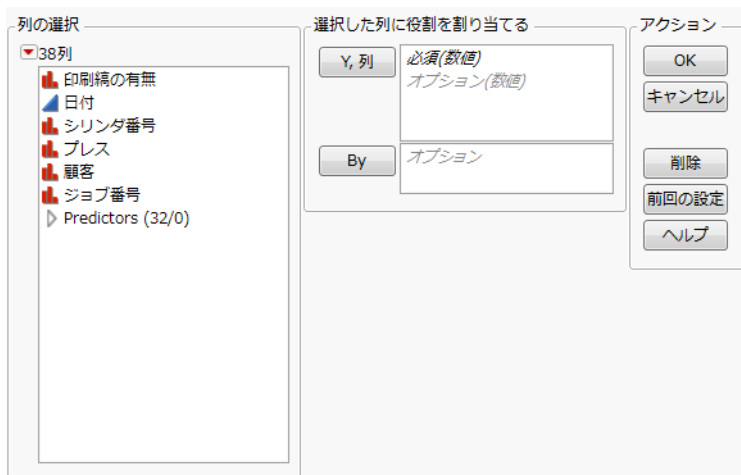 列の選択
38列
印刷縞の有無
日付
シリンダ番号
プレス
顧客
ジョブ番号
Predictors (32/0)
選択した列に役割を割り当てる
Y, 列
必須(数値)
オプション(数値)
By
オプション
アクション
OK
キャンセル
削除
前回の設定
ヘルプ